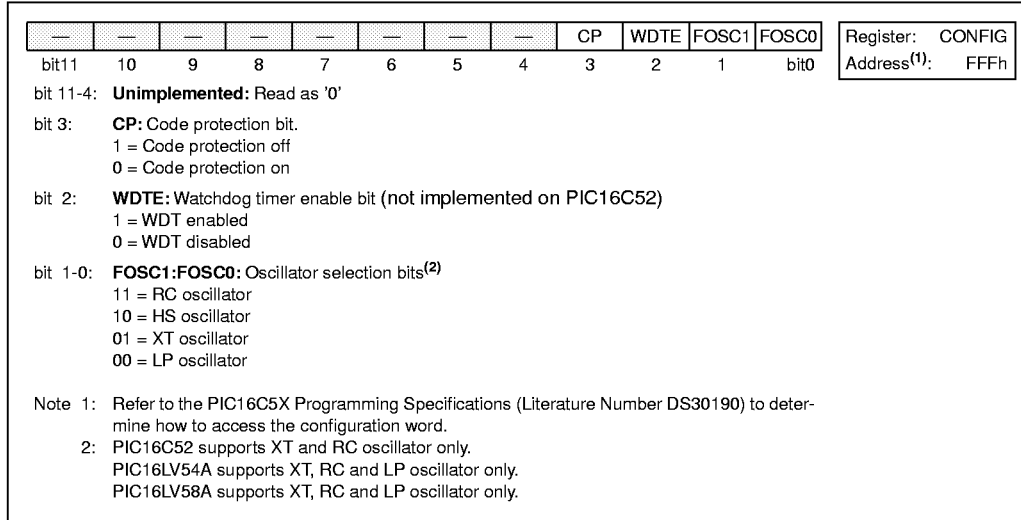 — — — — — — — — CP WDTE FOSC1 FOSC0
bit11 10 9 8 7 6 5 4 3 2 1 bit0
Register: CONFIG
Address(1): FFFh
bit 11-4: Unimplemented: Read as '0'
bit 3: CP: Code protection bit.
1 = Code protection off
0 = Code protection on
bit 2: WDTE: Watchdog timer enable bit (not implemented on PIC16C52)
1 = WDT enabled
0 = WDT disabled
bit 1-0: FOSC1:FOSC0: Oscillator selection bits(2)
11 = RC oscillator
10 = HS oscillator
01 = XT oscillator
00 = LP oscillator
Note 1: Refer to the PIC16C5X Programming Specifications (Literature Number DS30190) to deter-
mine how to access the configuration word.
2: PIC16C52 supports XT and RC oscillator only.
PIC16LV54A supports XT, RC and LP oscillator only.
PIC16LV58A supports XT, RC and LP oscillator only.